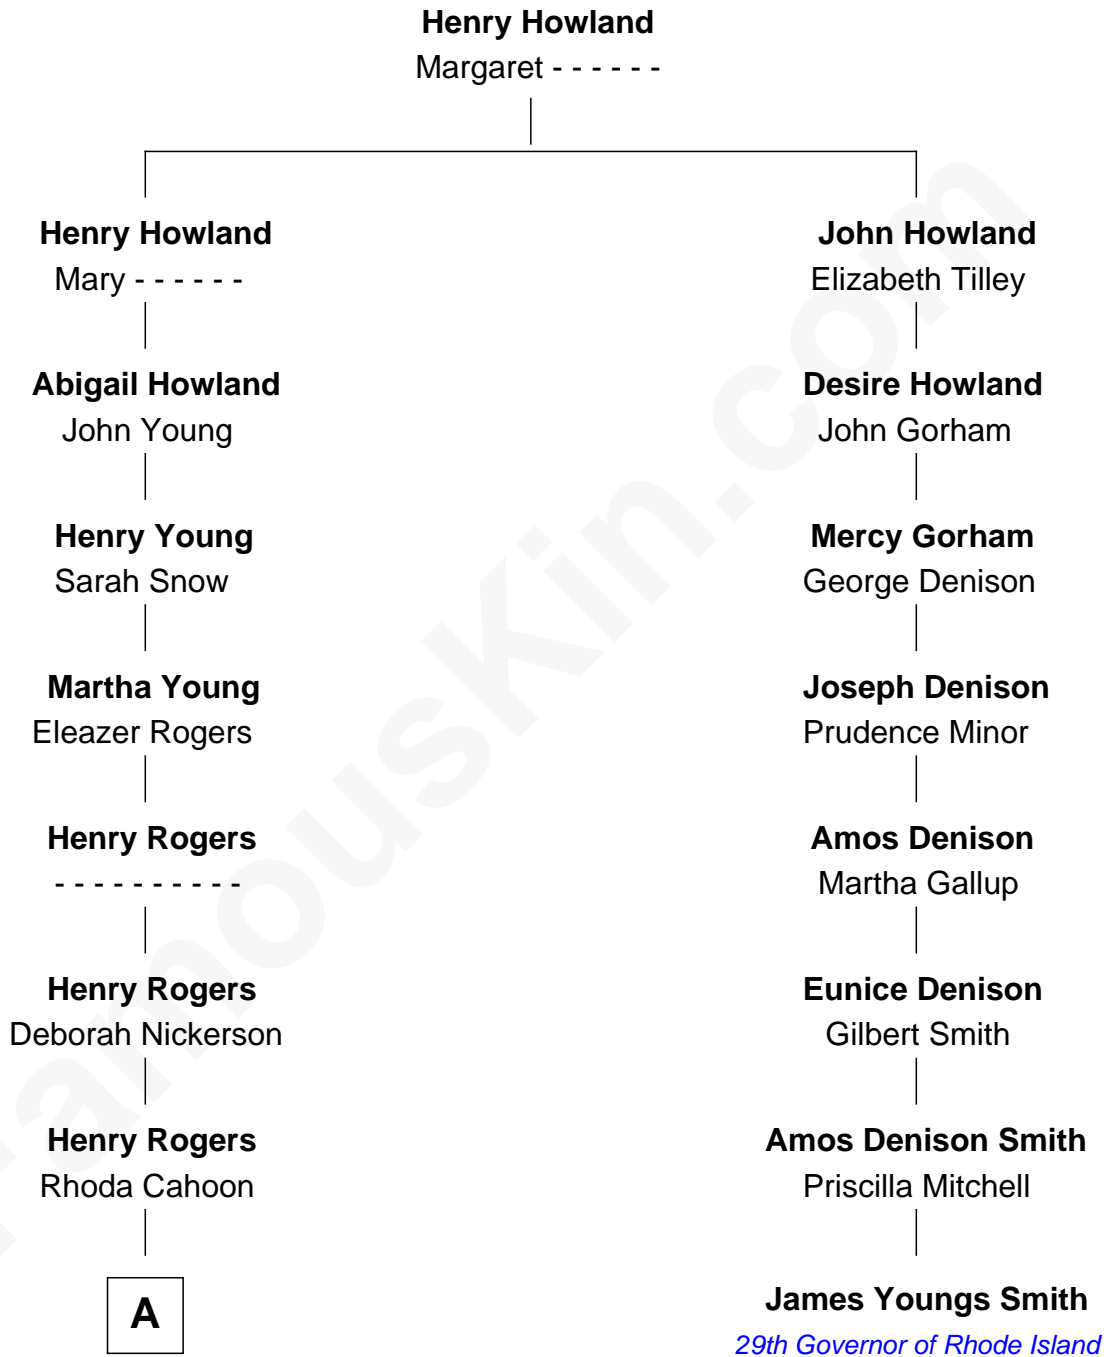 Henry Howland
Margaret - - - - - -
Henry Howland
Mary - - - - - -
Abigail Howland
John Young
Henry Young
Sarah Snow
Martha Young
Eleazer Rogers
Henry Rogers
- - - - - - - - - -
Henry Rogers
Deborah Nickerson
Henry Rogers
Rhoda Cahoon
A
John Howland
Elizabeth Tilley
Desire Howland
John Gorham
Mercy Gorham
George Denison
Joseph Denison
Prudence Minor
Amos Denison
Martha Gallup
Eunice Denison
Gilbert Smith
Amos Denison Smith
Priscilla Mitchell
James Youngs Smith
29th Governor of Rhode Island
FamousKin.com